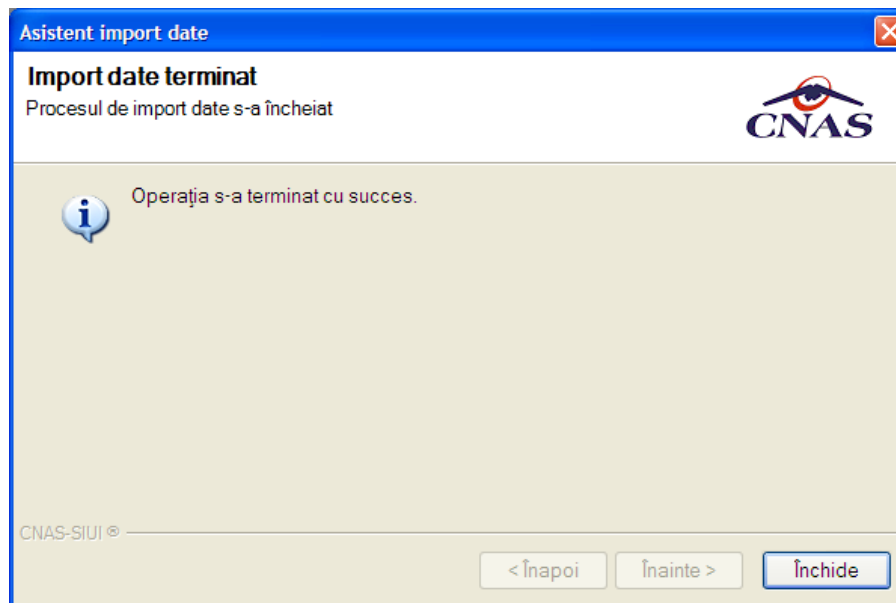 Asistent import date
Import date terminat
Procesul de import date s-a încheiat
CNAS
Operaţia s-a terminat cu succes.
CNAS-SIUI ®
< Înapoi
Înainte >
Închide